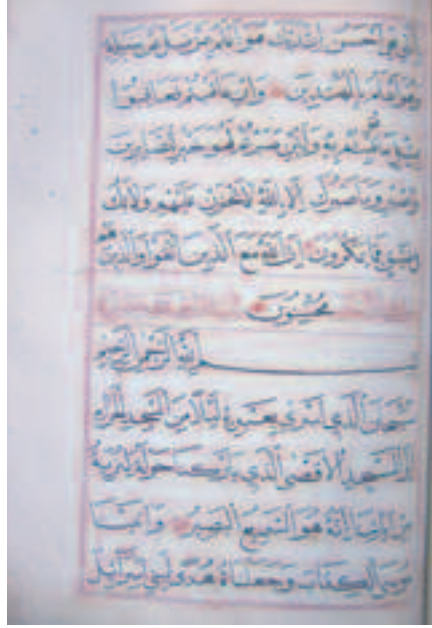 التي هي أحسن إن ربك هو أعلم بمن ضل عن سبيله
وهو أعلم بالمهتدين وإن عاقبتم فعاقبوا
بمثل ما عوقبتم به ولئن صبرتم لهو خير للصابرين
واصبر وما صبرك إلا بالله ولا تحزن عليهم ولا تك
في ضيق مما يمكرون إن الله مع الذين اتقوا والذين هم
محسنون
بسم الله الرحمن الرحيم
سبحان الذي أسرى بعبده ليلا من المسجد الحرام
إلى المسجد الأقصى الذي باركنا حوله لنريه
من آياتنا إنه هو السميع البصير وآتينا
موسى الكتاب وجعلناه هدى لبني إسرائيل